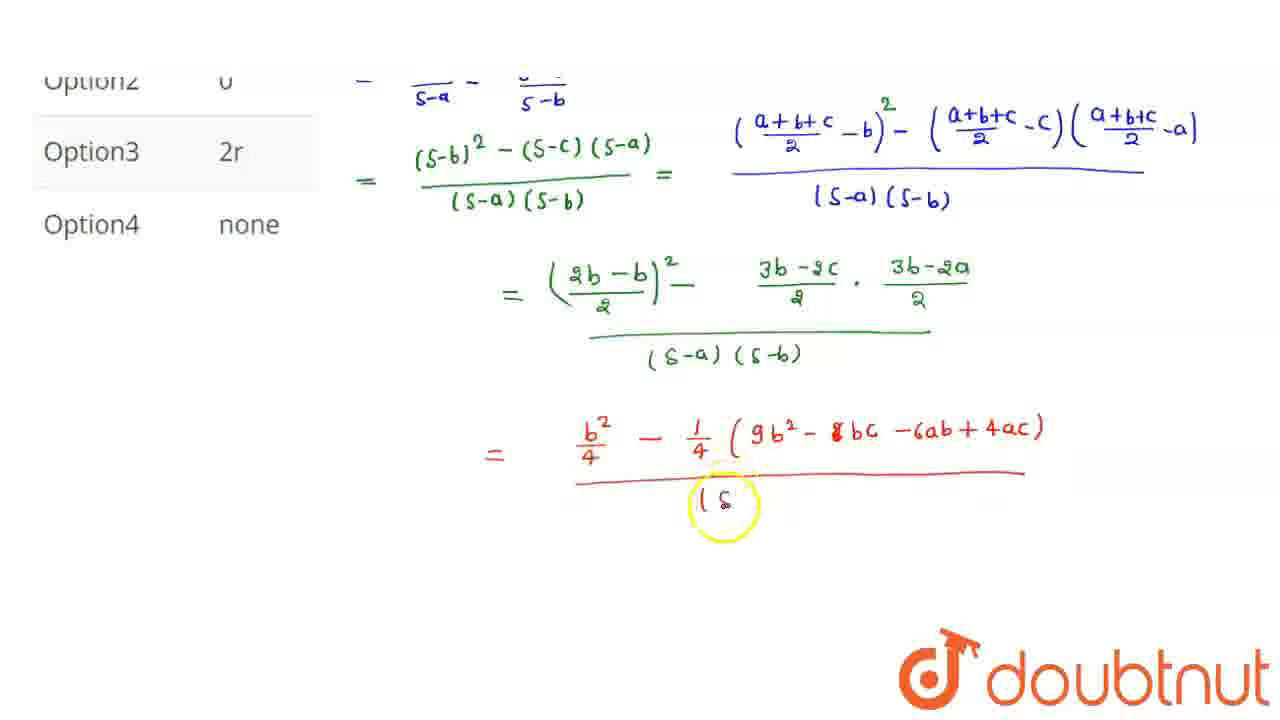 Option2 0
= s-a - s-b
Option3 2r
= (s-b)² - (s-c) (s-a) / (s-a) (s-b) = (a+b+c/2 - b)² - (a+b+c/2 - c) (a+b+c/2 - a) / (s-a) (s-b)
Option4 none
= (2b - b/2)² - 3b - 2c/2 . 3b - 2a/2 / (s-a) (s-b)
= b²/4 - 1/4 (9b² - bc - 6ab + 4ac) / (s
doubtnut